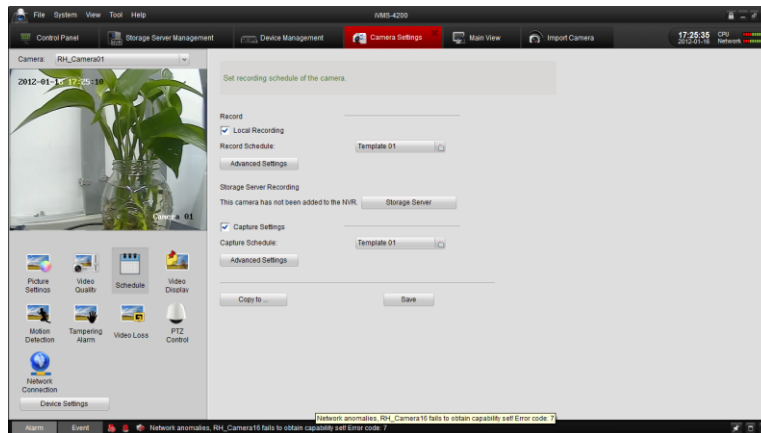 File System View Tool Help iVMS-4200
Control Panel Storage Server Management Device Management Camera Settings Main View Import Camera 17:25:35 CPU
2012-01-16 Network
Camera: RH_Camera01
2012-01-16 17:25:10
Camera 01
Set recording schedule of the camera.
Record
Local Recording
Record Schedule: Template 01
Advanced Settings
Storage Server Recording
This camera has not been added to the NVR. Storage Server
Capture Settings
Capture Schedule: Template 01
Advanced Settings
Copy to ... Save
Picture Settings
Video Quality
Schedule
Video Display
Motion Detection
Tampering Alarm
Video Loss
PTZ Control
Network Connection
Device Settings
Network anomalies, RH_Camera16 fails to obtain capability set! Error code: 7
Alarm Event Network anomalies, RH_Camera16 fails to obtain capability set! Error code: 7